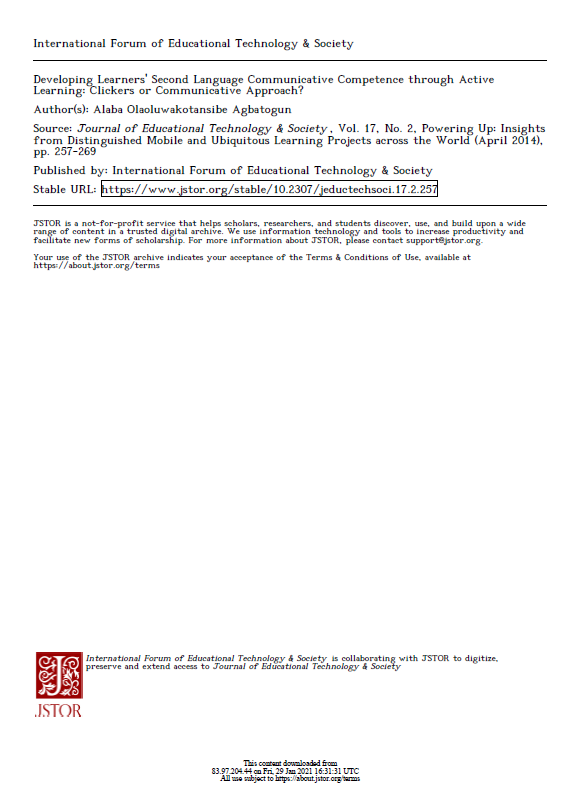 International Forum of Educational Technology & Society
Developing Learners' Second Language Communicative Competence through Active
Learning: Clickers or Communicative Approach?
Author(s): Alaba Olaoluwakotansibe Agbatogun
Source: Journal of Educational Technology & Society, Vol. 17, No. 2, Powering Up: Insights
from Distinguished Mobile and Ubiquitous Learning Projects across the World (April 2014),
pp. 257-269
Published by: International Forum of Educational Technology & Society
Stable URL: https://www.jstor.org/stable/10.2307/jeductechsoci.17.2.257
JSTOR is a not-for-profit service that helps scholars, researchers, and students discover, use, and build upon a wide
range of content in a trusted digital archive. We use information technology and tools to increase productivity and
facilitate new forms of scholarship. For more information about JSTOR, please contact support@jstor.org.
Your use of the JSTOR archive indicates your acceptance of the Terms & Conditions of Use, available at
https://about.jstor.org/terms
International Forum of Educational Technology & Society is collaborating with JSTOR to digitize,
preserve and extend access to Journal of Educational Technology & Society
JSTOR
This content downloaded from
83.97.204.44 on Fri, 29 Jan 2021 16:31:31 UTC
All use subject to https://about.jstor.org/terms